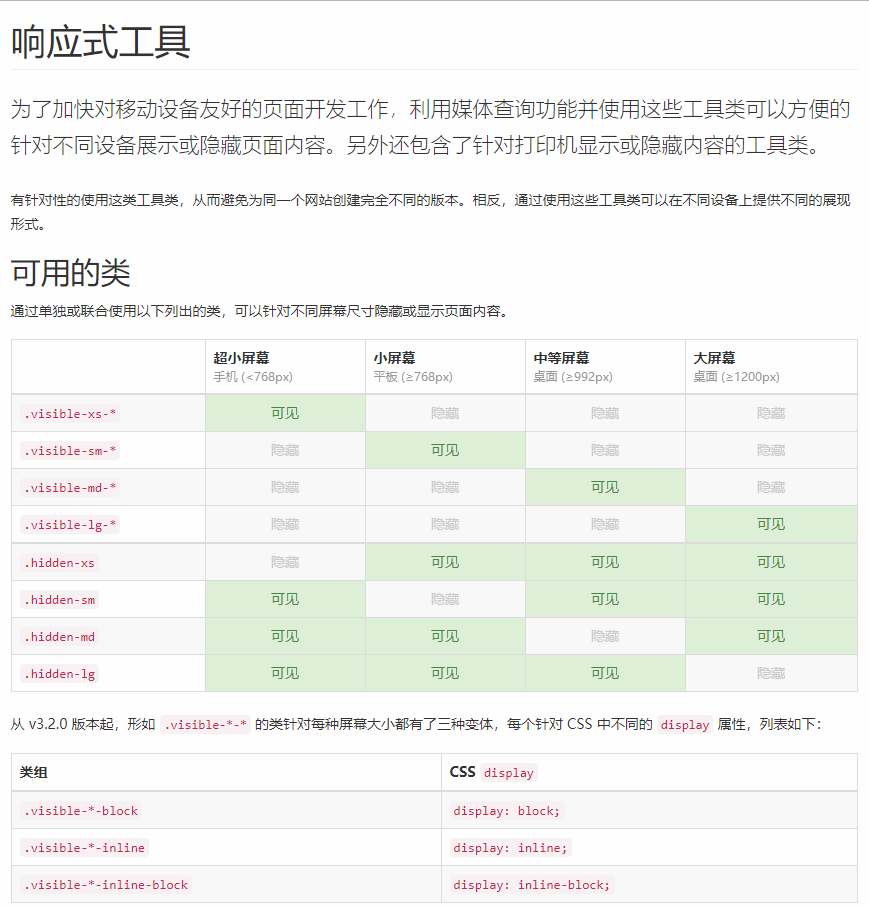 响应式工具
为了加快对移动设备友好的页面开发工作，利用媒体查询功能并使用这些工具类可以方便的
针对不同设备展示或隐藏页面内容。另外还包含了针对打印机显示或隐藏内容的工具类。
有针对性的使用这类工具类，从而避免为同一个网站创建完全不同的版本。相反，通过使用这些工具类可以在不同设备上提供不同的展现
形式。
可用的类
通过单独或联合使用以下列出的类，可以针对不同屏幕尺寸隐藏或显示页面内容。
超小屏幕 小屏幕 中等屏幕 大屏幕
手机 (<768px) 平板 (≥768px) 桌面 (≥992px) 桌面 (≥1200px)
.visible-xs-* 可见 隐藏 隐藏 隐藏
.visible-sm-* 隐藏 可见 隐藏 隐藏
.visible-md-* 隐藏 隐藏 可见 隐藏
.visible-lg-* 隐藏 隐藏 隐藏 可见
.hidden-xs 隐藏 可见 可见 可见
.hidden-sm 可见 隐藏 可见 可见
.hidden-md 可见 可见 隐藏 可见
.hidden-lg 可见 可见 可见 隐藏
从 v3.2.0 版本起，形如 .visible-*-* 的类针对每种屏幕大小都有了三种变体，每个针对 CSS 中不同的 display 属性，列表如下：
类组 CSS display
.visible-*-block display: block;
.visible-*-inline display: inline;
.visible-*-inline-block display: inline-block;